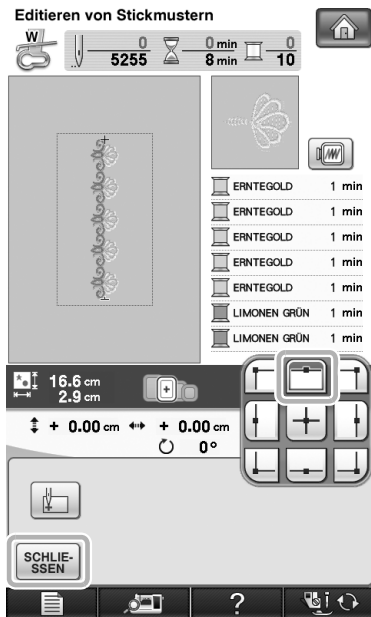 Editieren von Stickmustern
W
0 0 min 0
5255 8 min 10
ERNTEGOLD 1 min
ERNTEGOLD 1 min
ERNTEGOLD 1 min
ERNTEGOLD 1 min
ERNTEGOLD 1 min
LIMONEN GRÜN 1 min
LIMONEN GRÜN 1 min
16.6 cm
2.9 cm
+ 0.00 cm + 0.00 cm
0°
SCHLIE-
SSEN
?